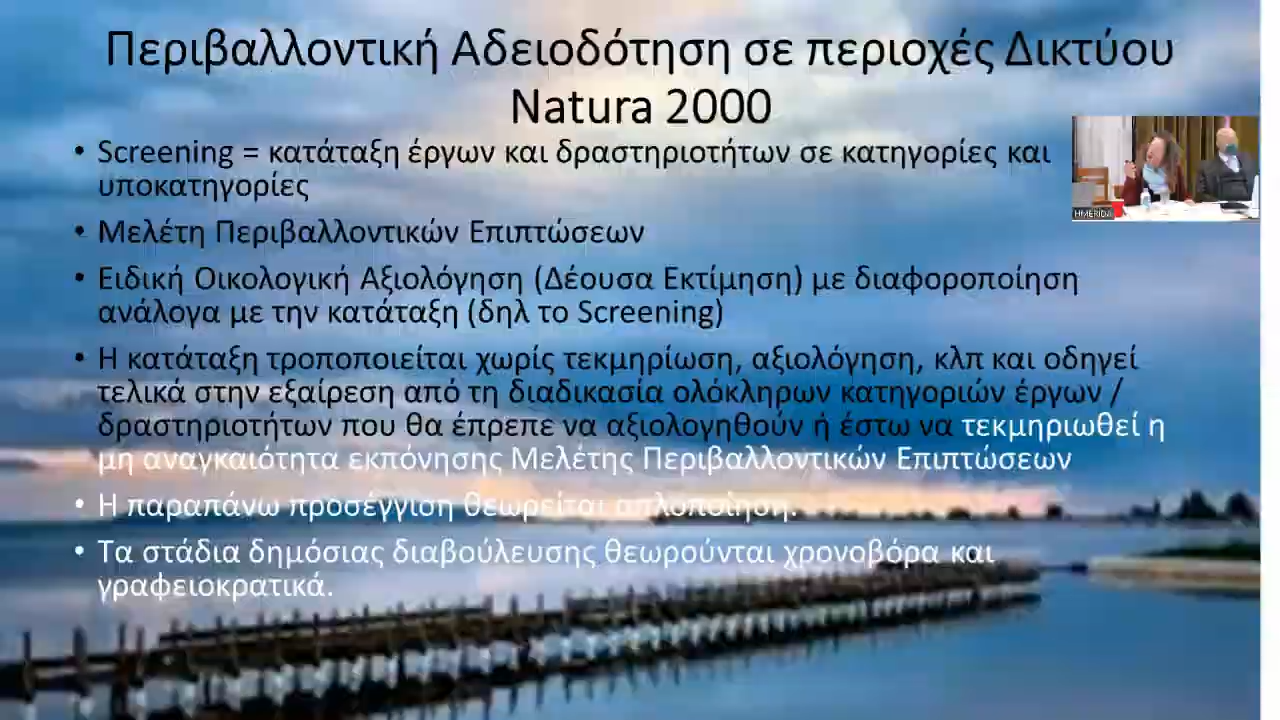 Περιβαλλοντική Αδειοδότηση σε περιοχές Δικτύου
Natura 2000
• Screening = κατάταξη έργων και δραστηριοτήτων σε κατηγορίες και
υποκατηγορίες
• Μελέτη Περιβαλλοντικών Επιπτώσεων
• Ειδική Οικολογική Αξιολόγηση (Δέουσα Εκτίμηση) με διαφοροποίηση
ανάλογα με την κατάταξη (δηλ το Screening)
• Η κατάταξη τροποποιείται χωρίς τεκμηρίωση, αξιολόγηση, κλπ και οδηγεί
τελικά στην εξαίρεση από τη διαδικασία ολόκληρων κατηγοριών έργων /
δραστηριοτήτων που θα έπρεπε να αξιολογηθούν ή έστω να τεκμηριωθεί η
μη αναγκαιότητα εκπόνησης Μελέτης Περιβαλλοντικών Επιπτώσεων
• Η παραπάνω προσέγγιση θεωρείται απλοποίηση.
• Τα στάδια δημόσιας διαβούλευσης θεωρούνται χρονοβόρα και
γραφειοκρατικά.
HMERIDA